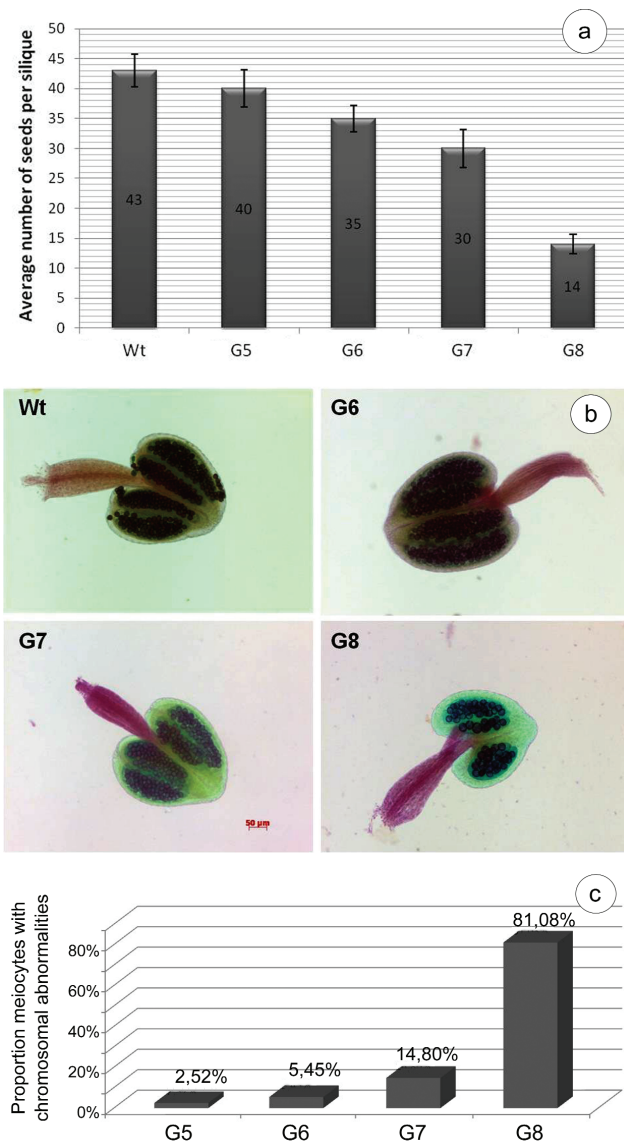 a
Average number of seeds per silique
50
45
40
35
30
25
20
15
10
5
0
43
40
35
30
14
Wt G5 G6 G7 G8
b
Wt
G6
G7
G8
50 µm
c
Proportion meiocytes with
chromosomal abnormalities
80%
60%
40%
20%
0%
2,52%
5,45%
14,80%
81,08%
G5 G6 G7 G8